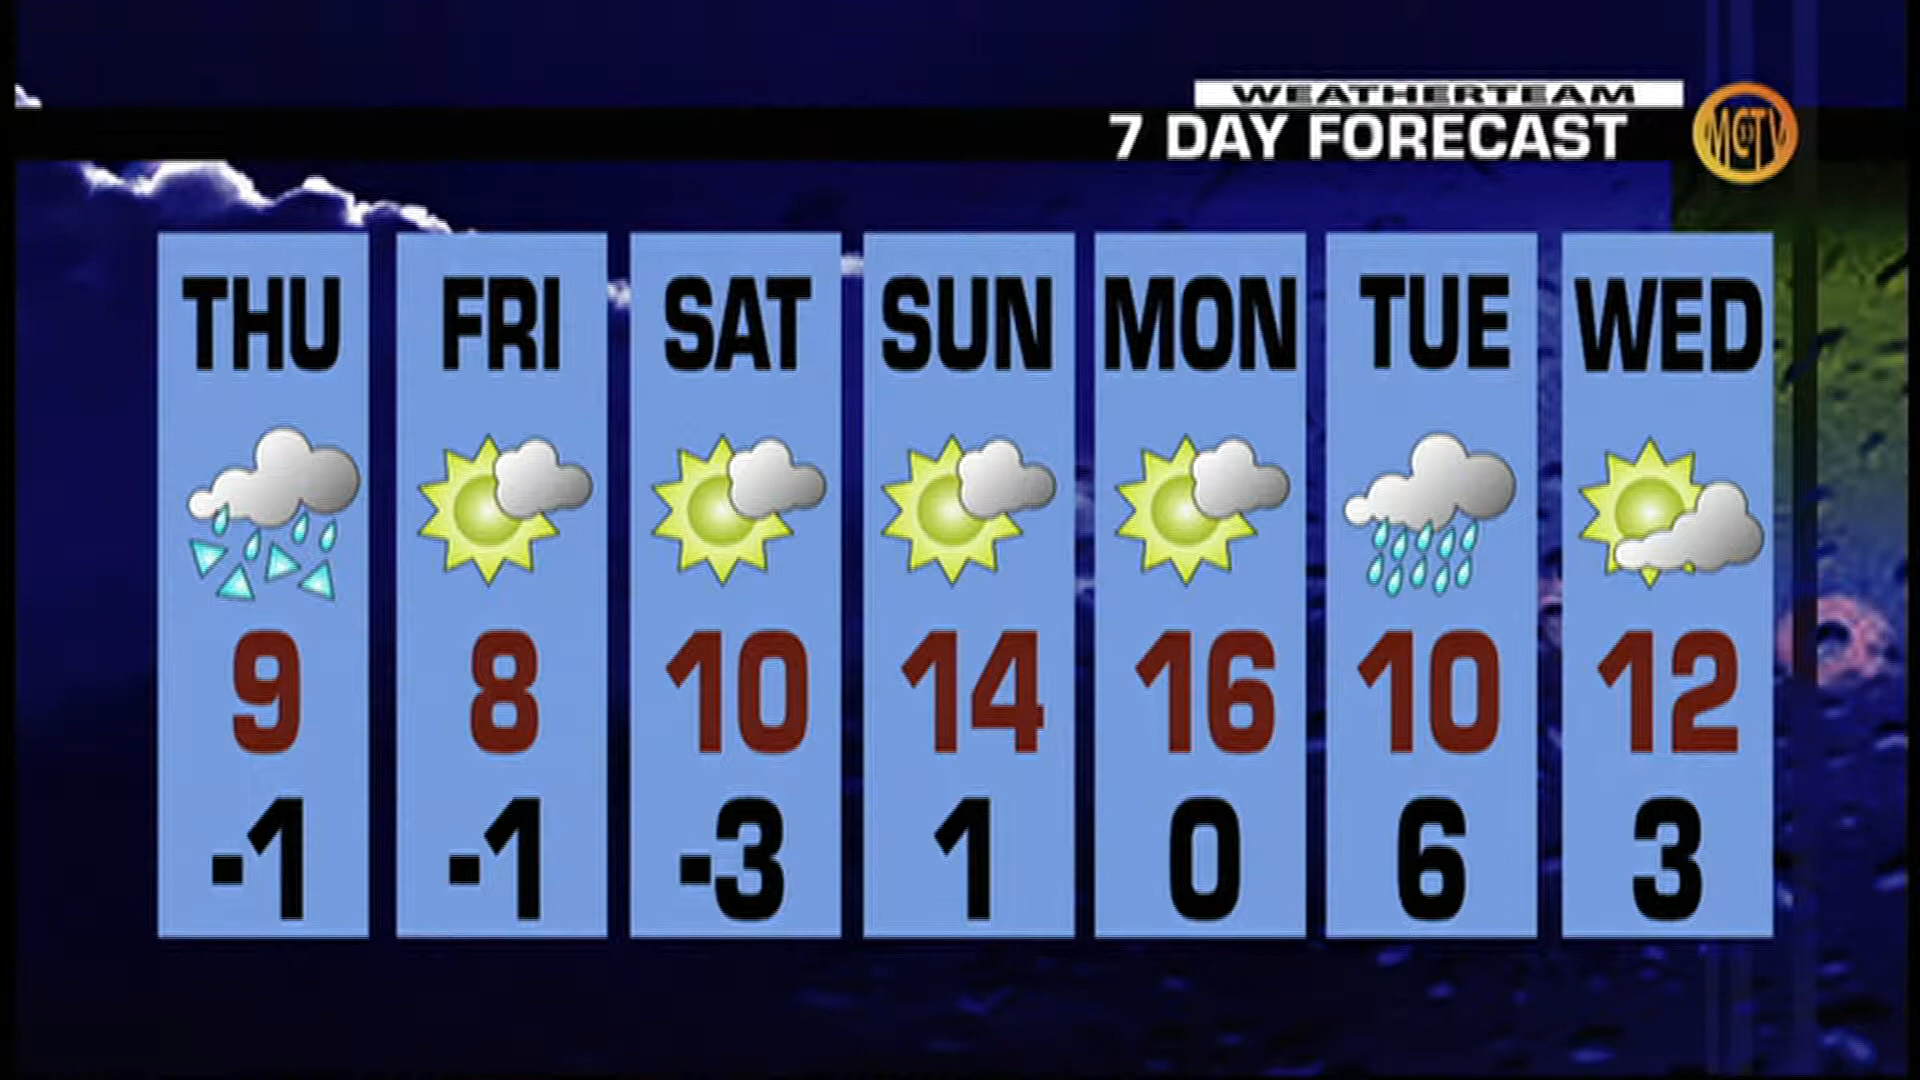 WEATHERTEAM
7 DAY FORECAST
MCTV
THU FRI SAT SUN MON TUE WED
9 8 10 14 16 10 12
-1 -1 -3 1 0 6 3